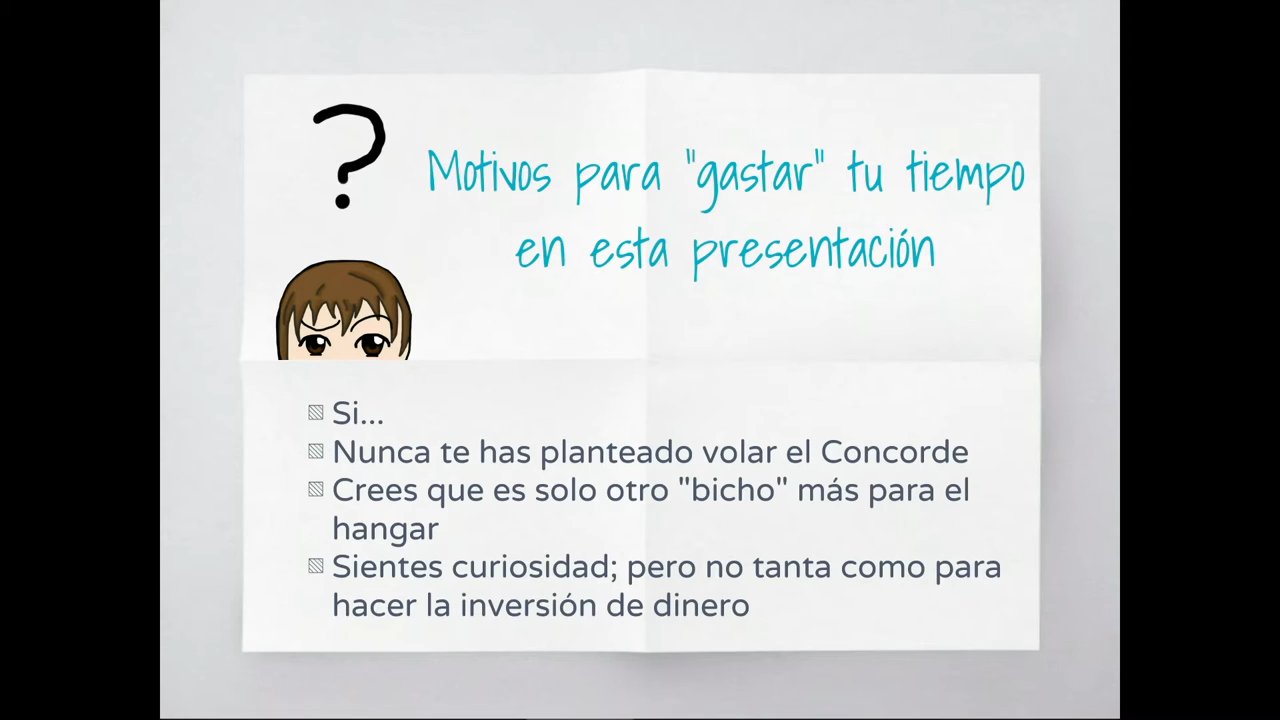 ?
Motivos para "gastar" tu tiempo
en esta presentación
Si...
Nunca te has planteado volar el Concorde
Crees que es solo otro "bicho" más para el
hangar
Sientes curiosidad; pero no tanta como para
hacer la inversión de dinero